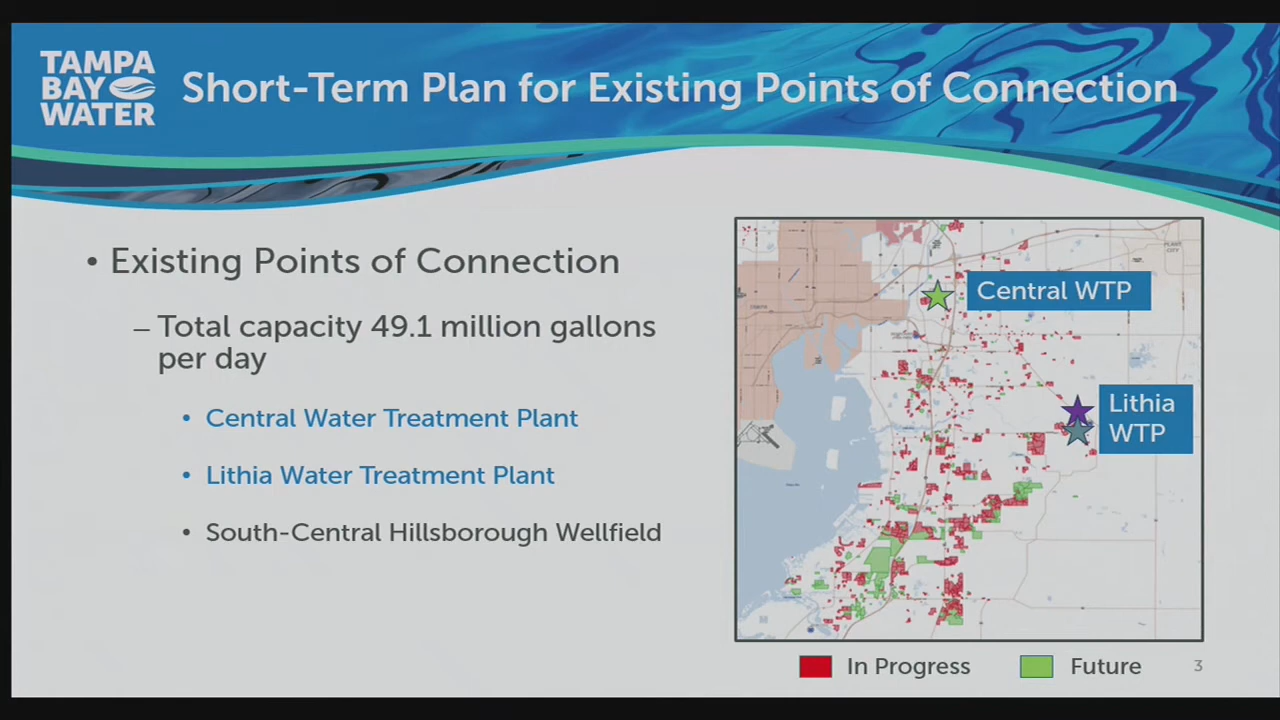 TAMPA
BAY
WATER
Short-Term Plan for Existing Points of Connection
• Existing Points of Connection
– Total capacity 49.1 million gallons
per day
• Central Water Treatment Plant
• Lithia Water Treatment Plant
• South-Central Hillsborough Wellfield
PLANT
CITY
Central WTP
Lithia
WTP
In Progress
Future
3